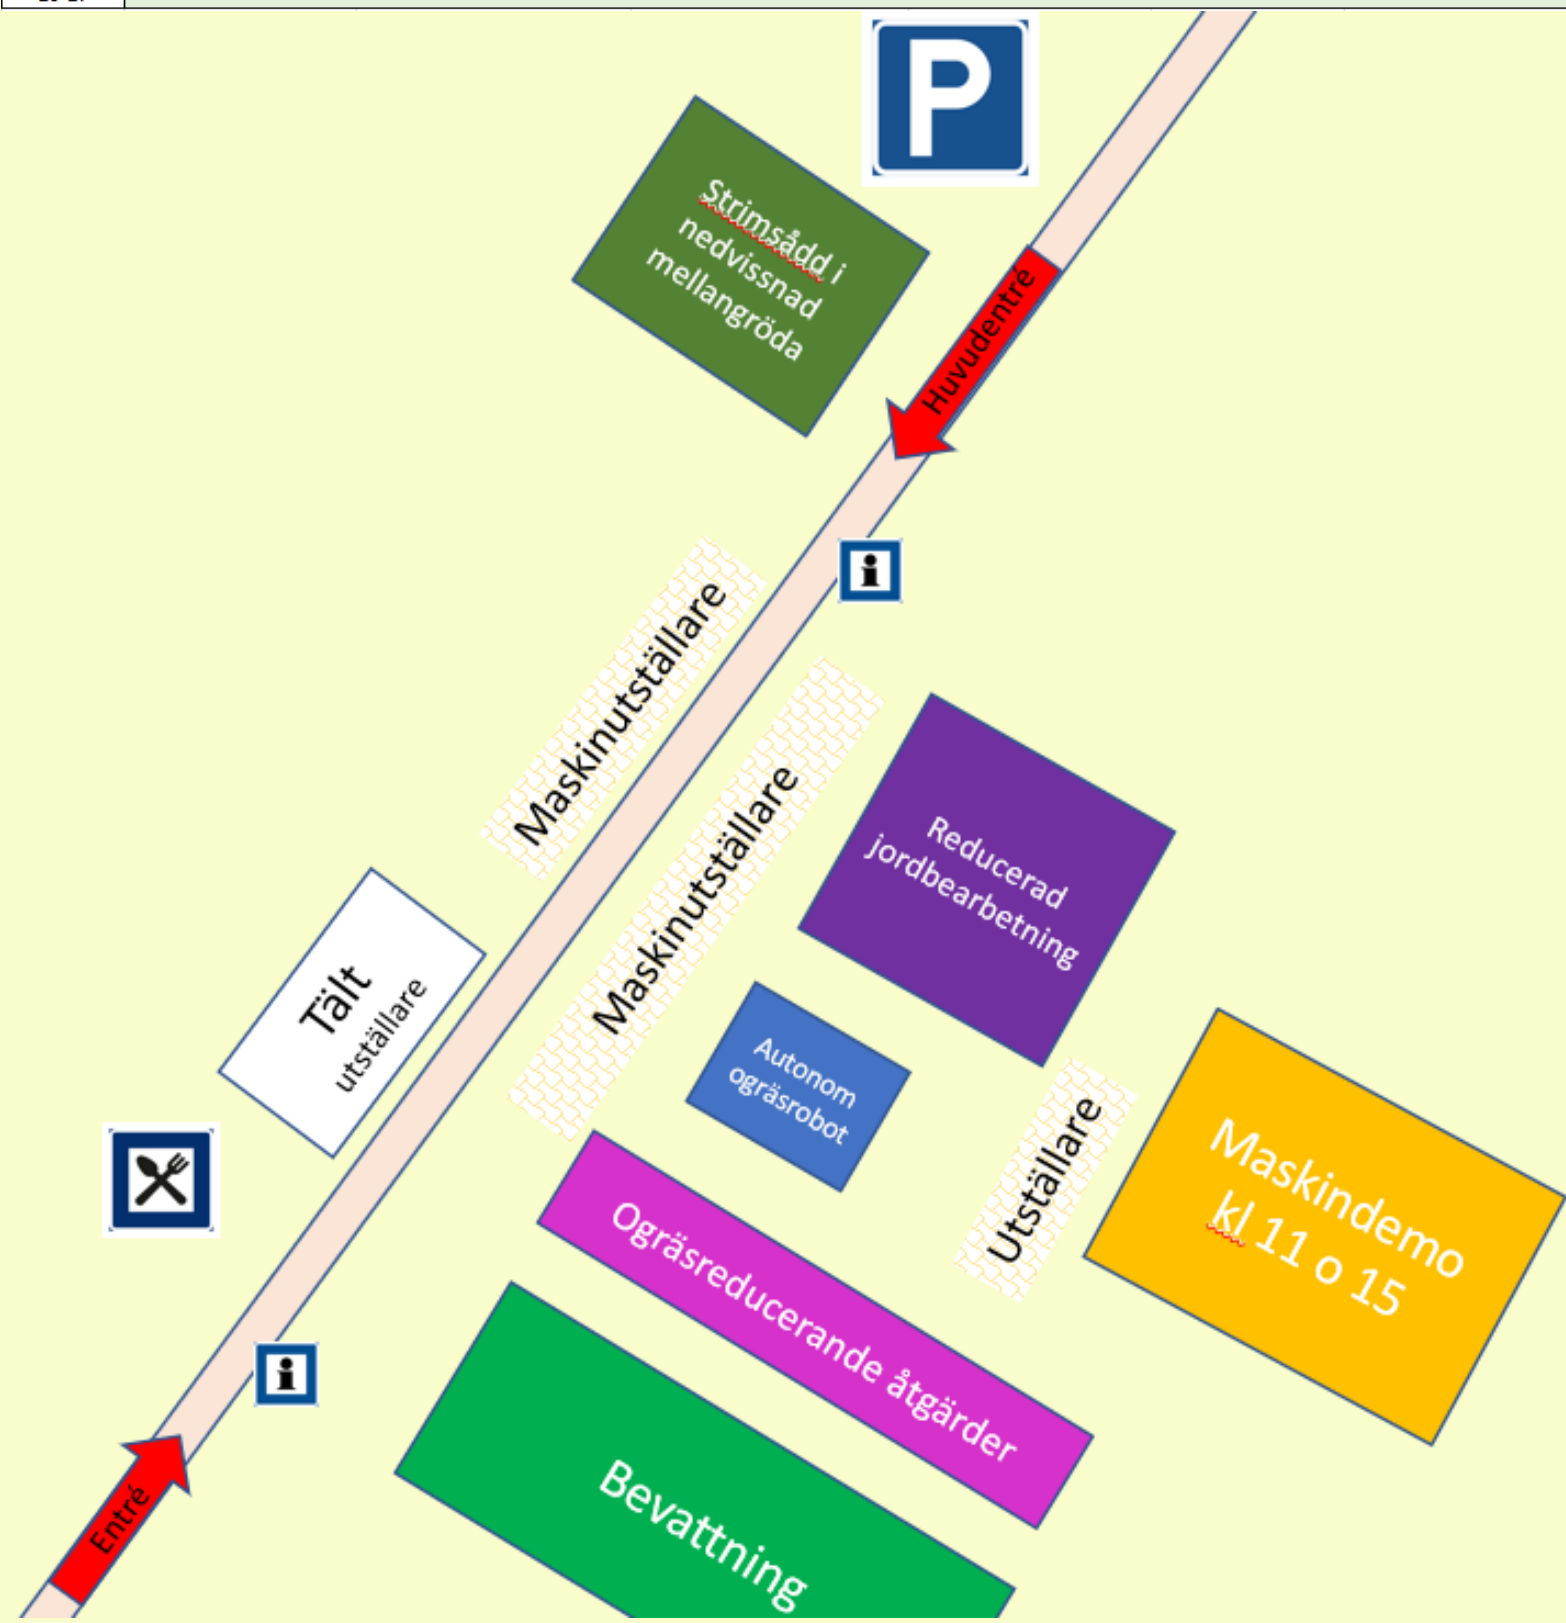 P
Strimsådd i
nedvissnad
mellangröda
Huvudentré
i
Maskinutställare
Maskinutställare
Reducerad
jordbearbetning
Tält
utställare
Autonom
ogräsrobot
Utställare
Maskindemo
kl 11 o 15
Ogräsreducerande åtgärder
i
Bevattning
Entré